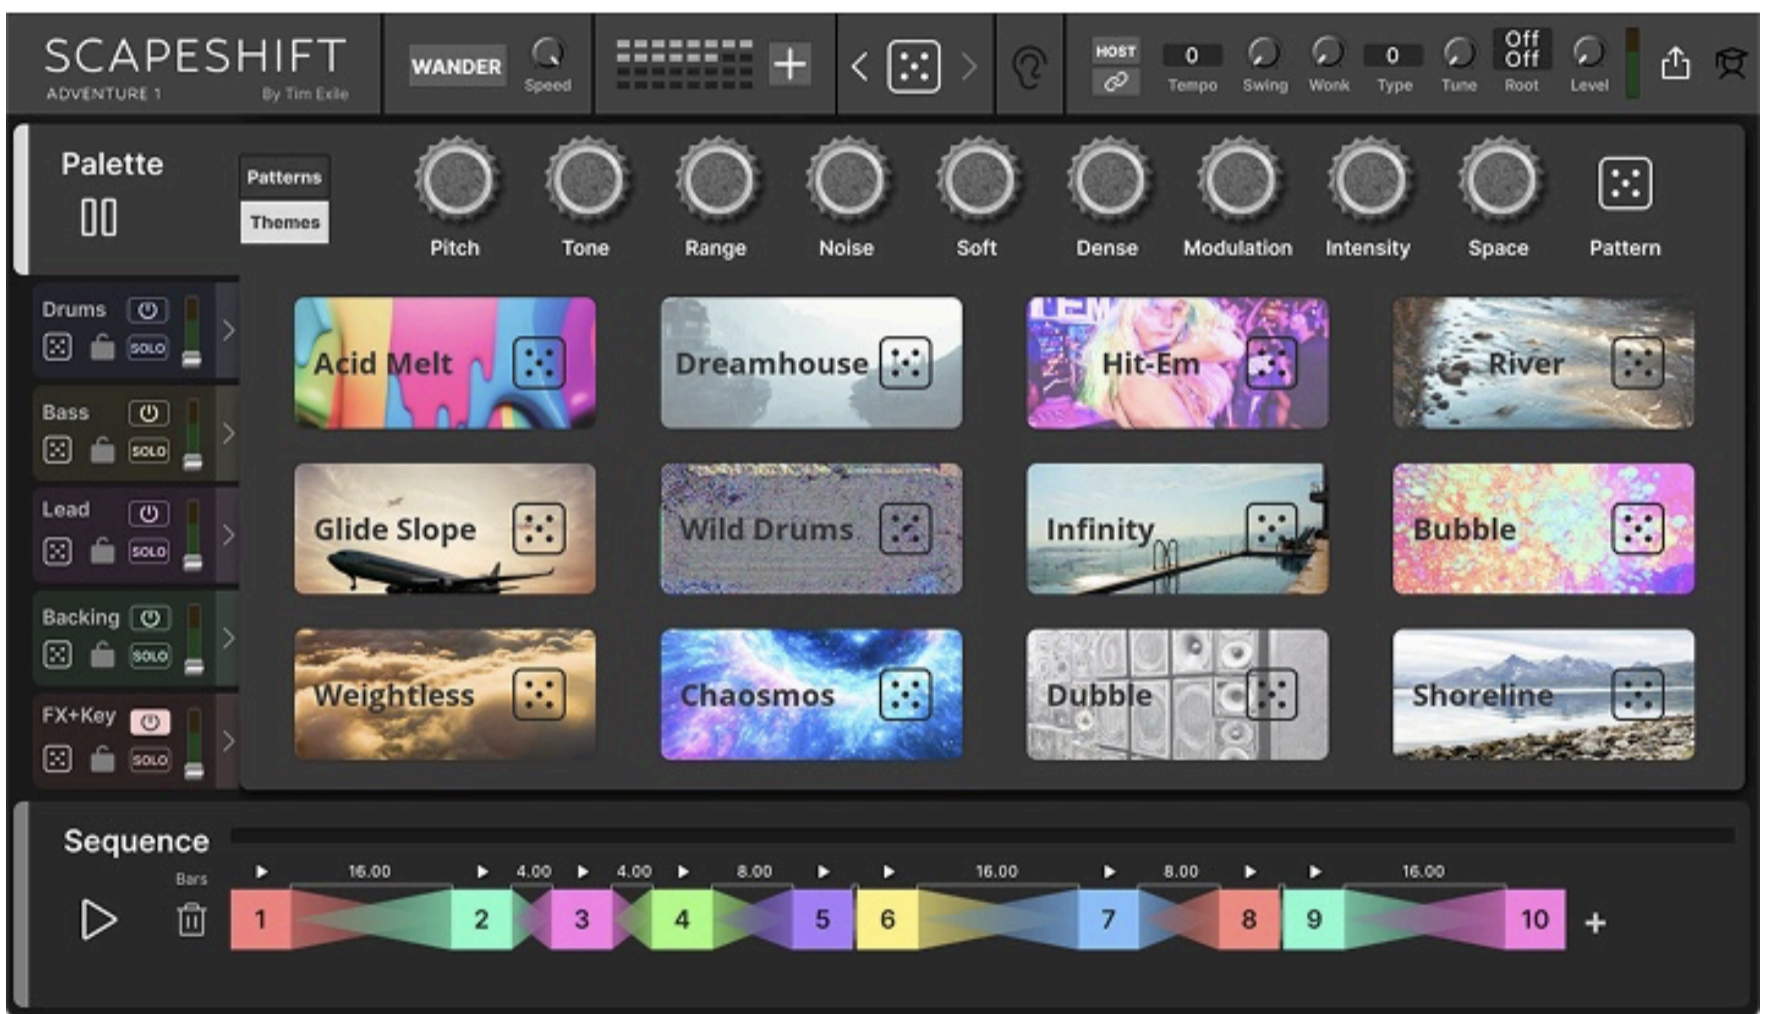 SCAPESHIFT
ADVENTURE 1 By Tim Exile
WANDER
Speed
HOST
0
Tempo
Swing
Wonk
0
Type
Tune
Off
Off
Root
Level
Palette
Patterns
Themes
Pitch
Tone
Range
Noise
Soft
Dense
Modulation
Intensity
Space
Pattern
Drums
SOLO
Bass
SOLO
Lead
SOLO
Backing
SOLO
FX+Key
SOLO
TEM
Acid Melt
Dreamhouse
Hit-Em
River
Glide Slope
Wild Drums
Infinity
Bubble
Weightless
Chaosmos
Dubble
Shoreline
Sequence
Bars
16.00 4.00 4.00 8.00 16.00 8.00 16.00
1 2 3 4 5 6 7 8 9 10 +